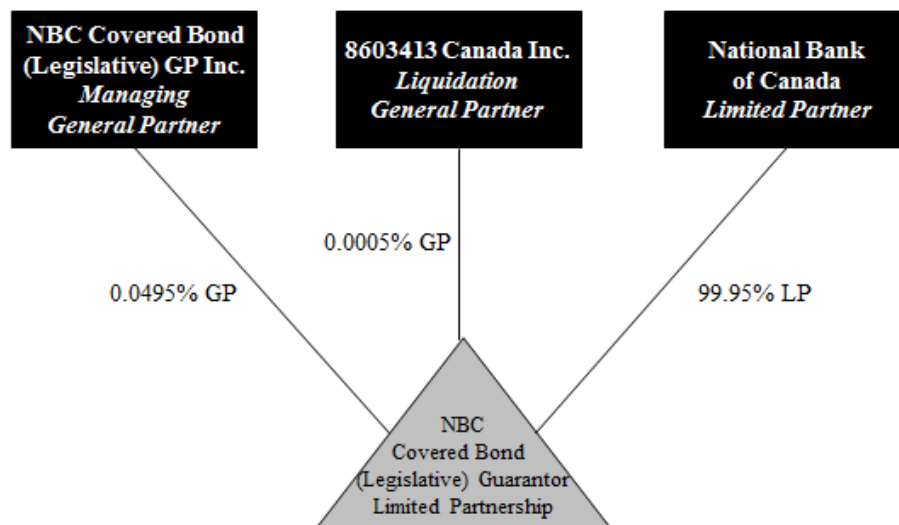 NBC Covered Bond
(Legislative) GP Inc.
Managing
General Partner
8603413 Canada Inc.
Liquidation
General Partner
National Bank
of Canada
Limited Partner
0.0495% GP
0.0005% GP
99.95% LP
NBC
Covered Bond
(Legislative) Guarantor
Limited Partnership